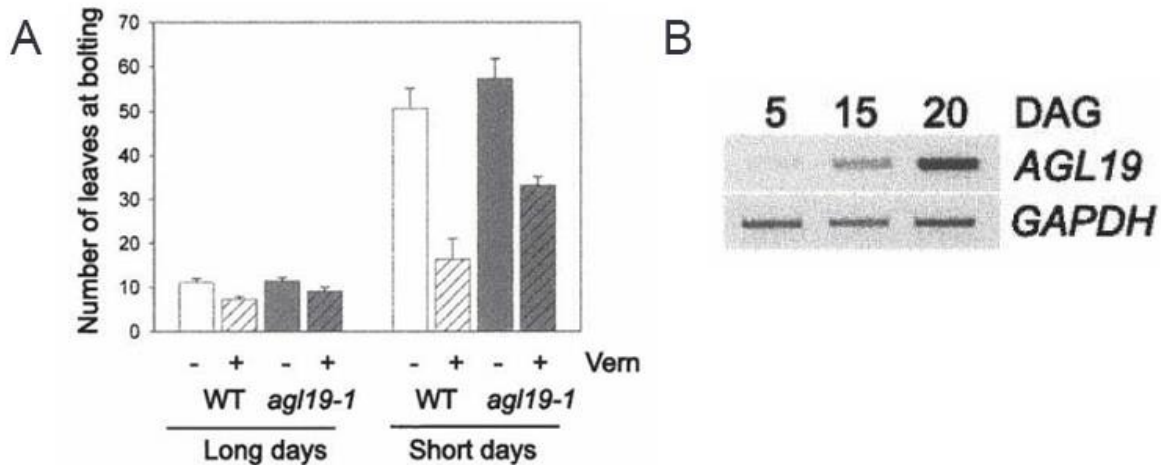 A
Number of leaves at bolting
70
60
50
40
30
20
10
0
- + - + - + - + Vern
WT agl19-1 WT agl19-1
Long days Short days
B
5 15 20 DAG
AGL19
GAPDH